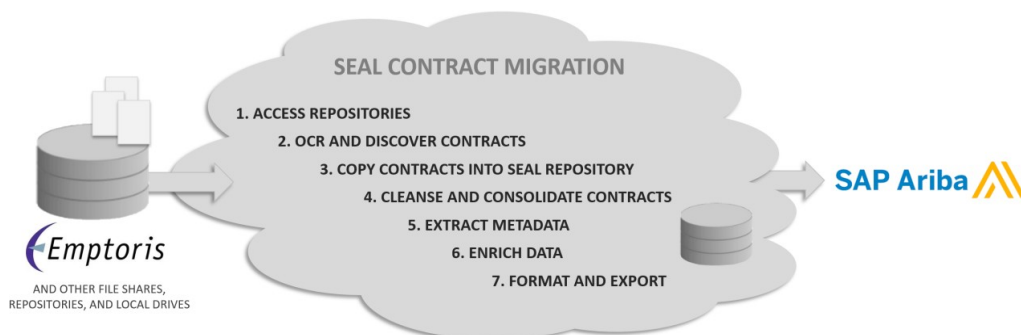 SEAL CONTRACT MIGRATION
1. ACCESS REPOSITORIES
2. OCR AND DISCOVER CONTRACTS
3. COPY CONTRACTS INTO SEAL REPOSITORY
4. CLEANSE AND CONSOLIDATE CONTRACTS
5. EXTRACT METADATA
6. ENRICH DATA
7. FORMAT AND EXPORT
Emptoris
AND OTHER FILE SHARES,
REPOSITORIES, AND LOCAL DRIVES
SAP Ariba